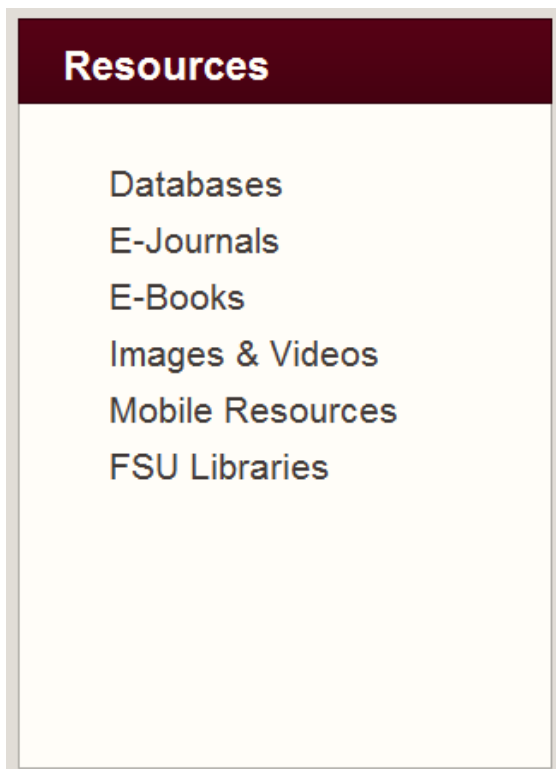 Resources
Databases
E-Journals
E-Books
Images & Videos
Mobile Resources
FSU Libraries